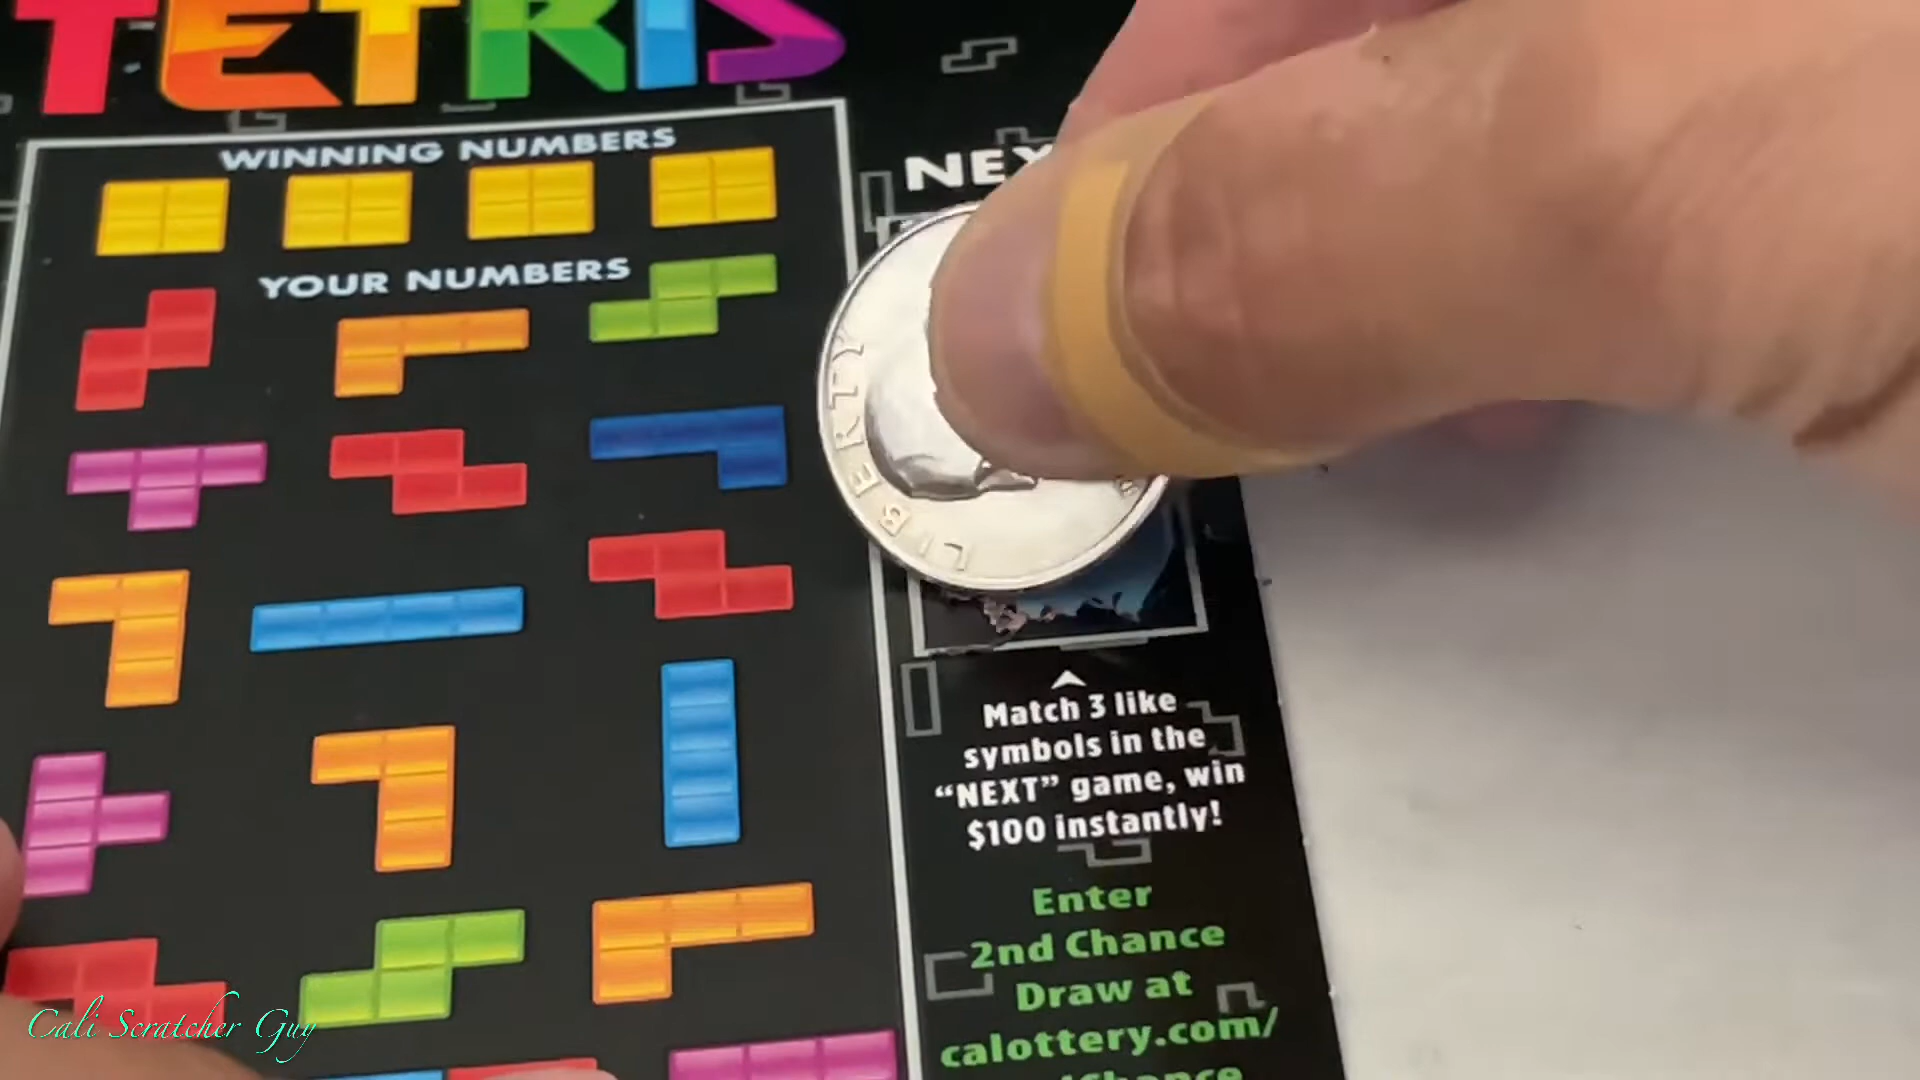 TETRIS
WINNING NUMBERS
YOUR NUMBERS
LIBERTY
Match 3 like
symbols in the
“NEXT” game, win
$100 instantly!
Enter
2nd Chance
Draw at
calottery.com/
Cali Scratcher Guy